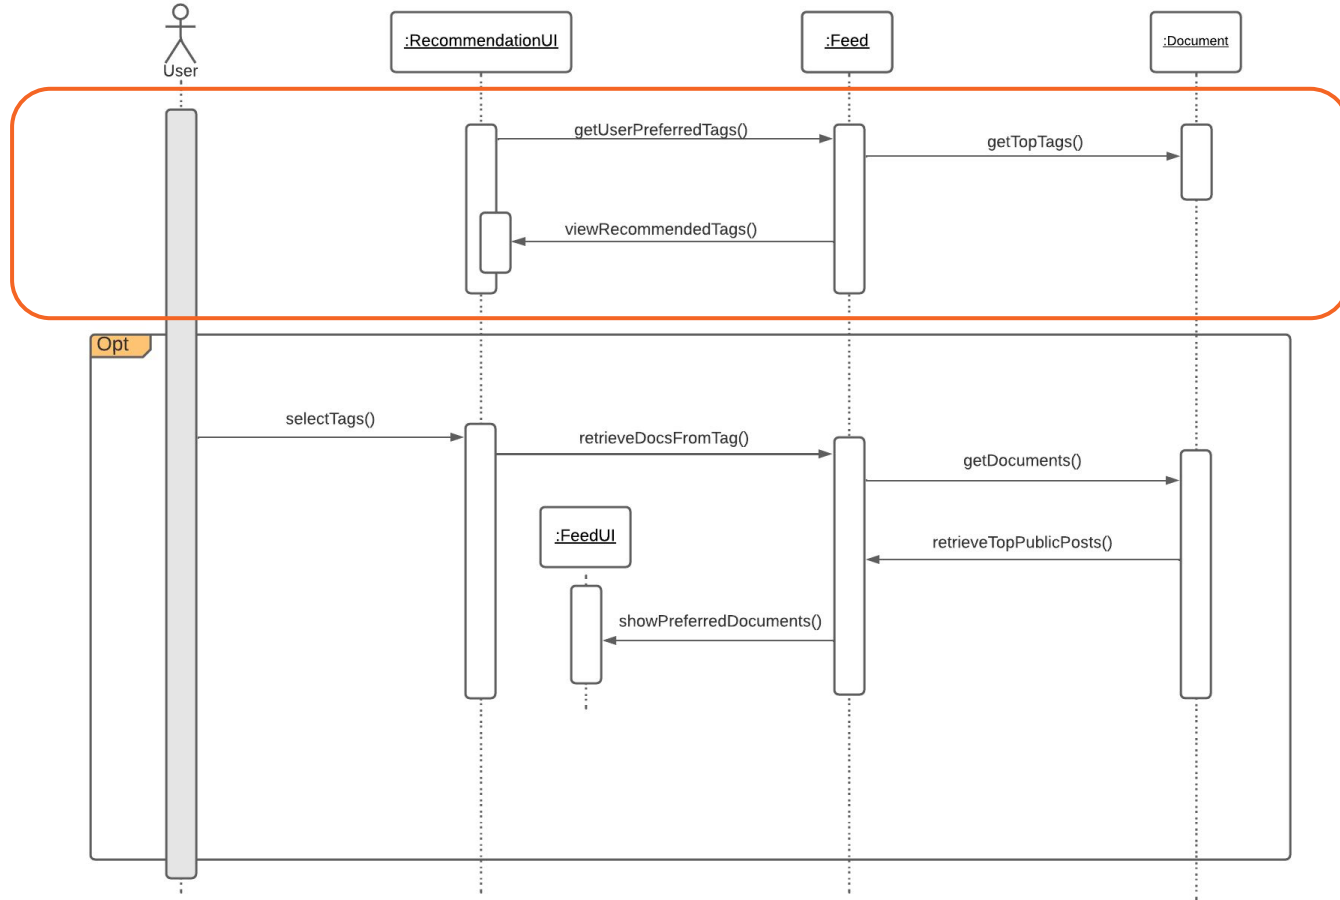 User
:RecommendationUI
:Feed
:Document
getUserPreferredTags()
getTopTags()
viewRecommendedTags()
Opt
selectTags()
retrieveDocsFromTag()
getDocuments()
:FeedUI
retrieveTopPublicPosts()
showPreferredDocuments()